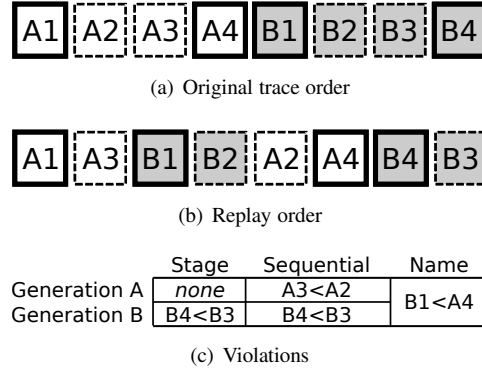 A1 A2 A3 A4 B1 B2 B3 B4
(a) Original trace order
A1 A3 B1 B2 A2 A4 B4 B3
(b) Replay order
Stage Sequential Name
Generation A none A3<A2 B1<A4
Generation B B4<B3 B4<B3
(c) Violations